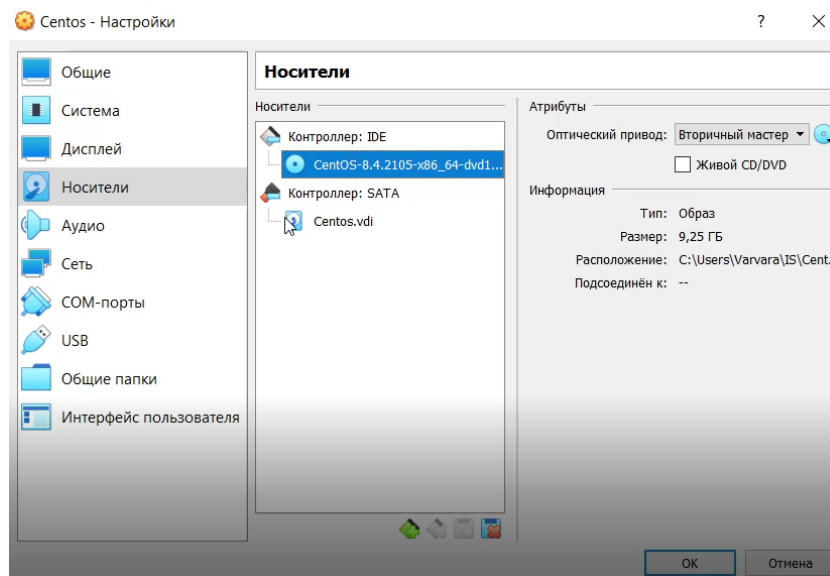 Centos - Настройки
?
Общие
Система
Дисплей
Носители
Аудио
Сеть
COM-порты
USB
Общие папки
Интерфейс пользователя
Носители
Носители
Контроллер: IDE
CentOS-8.4.2105-x86_64-dvd1...
Контроллер: SATA
Centos.vdi
Атрибуты
Оптический привод: Вторичный мастер
Живой CD/DVD
Информация
Тип: Образ
Размер: 9,25 ГБ
Расположение: C:\Users\Varvara\IS\Cent.
Подсоединён к: --
OK
Отмена